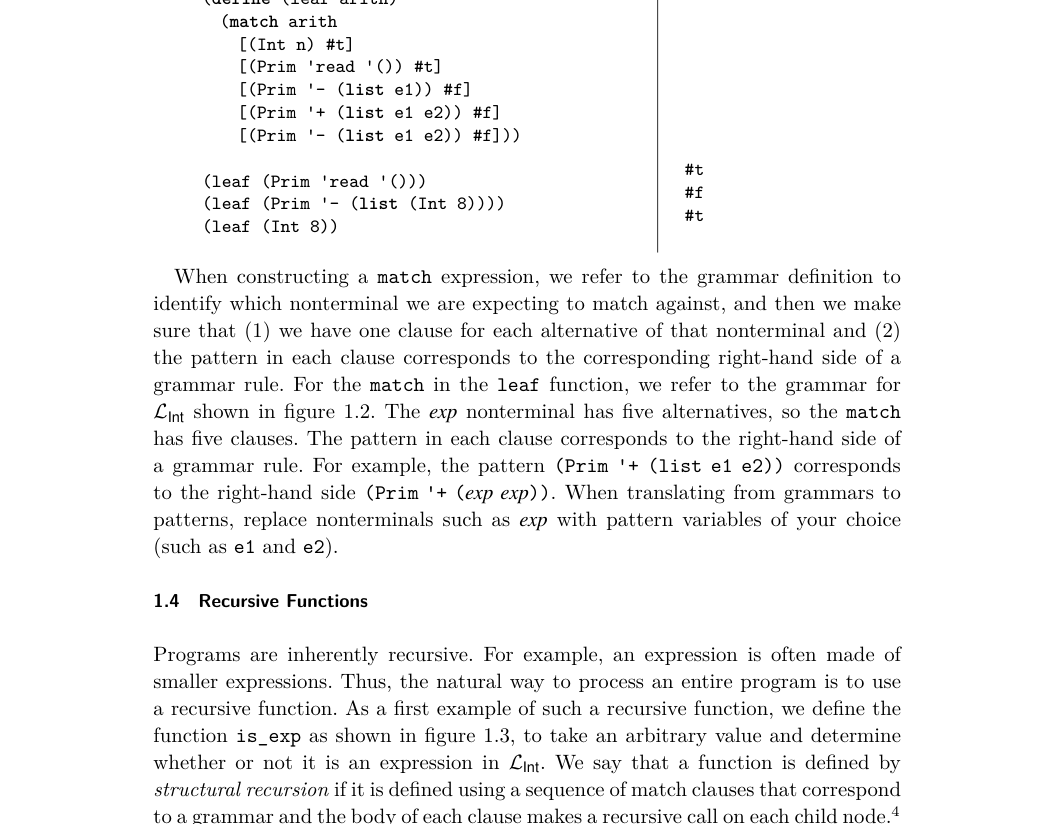 (define (leaf arith)
(match arith
[(Int n) #t]
[(Prim 'read '()) #t]
[(Prim '- (list e1)) #f]
[(Prim '+ (list e1 e2)) #f]
[(Prim '- (list e1 e2)) #f]))
(leaf (Prim 'read '()))
(leaf (Prim '- (list (Int 8))))
(leaf (Int 8))
#t
#f
#t
When constructing a match expression, we refer to the grammar definition to
identify which nonterminal we are expecting to match against, and then we make
sure that (1) we have one clause for each alternative of that nonterminal and (2)
the pattern in each clause corresponds to the corresponding right-hand side of a
grammar rule. For the match in the leaf function, we refer to the grammar for
ℒInt shown in figure 1.2. The exp nonterminal has five alternatives, so the match
has five clauses. The pattern in each clause corresponds to the right-hand side of
a grammar rule. For example, the pattern (Prim '+ (list e1 e2)) corresponds
to the right-hand side (Prim '+ (exp exp)). When translating from grammars to
patterns, replace nonterminals such as exp with pattern variables of your choice
(such as e1 and e2).
1.4 Recursive Functions
Programs are inherently recursive. For example, an expression is often made of
smaller expressions. Thus, the natural way to process an entire program is to use
a recursive function. As a first example of such a recursive function, we define the
function is_exp as shown in figure 1.3, to take an arbitrary value and determine
whether or not it is an expression in ℒInt. We say that a function is defined by
structural recursion if it is defined using a sequence of match clauses that correspond
to a grammar and the body of each clause makes a recursive call on each child node.⁴